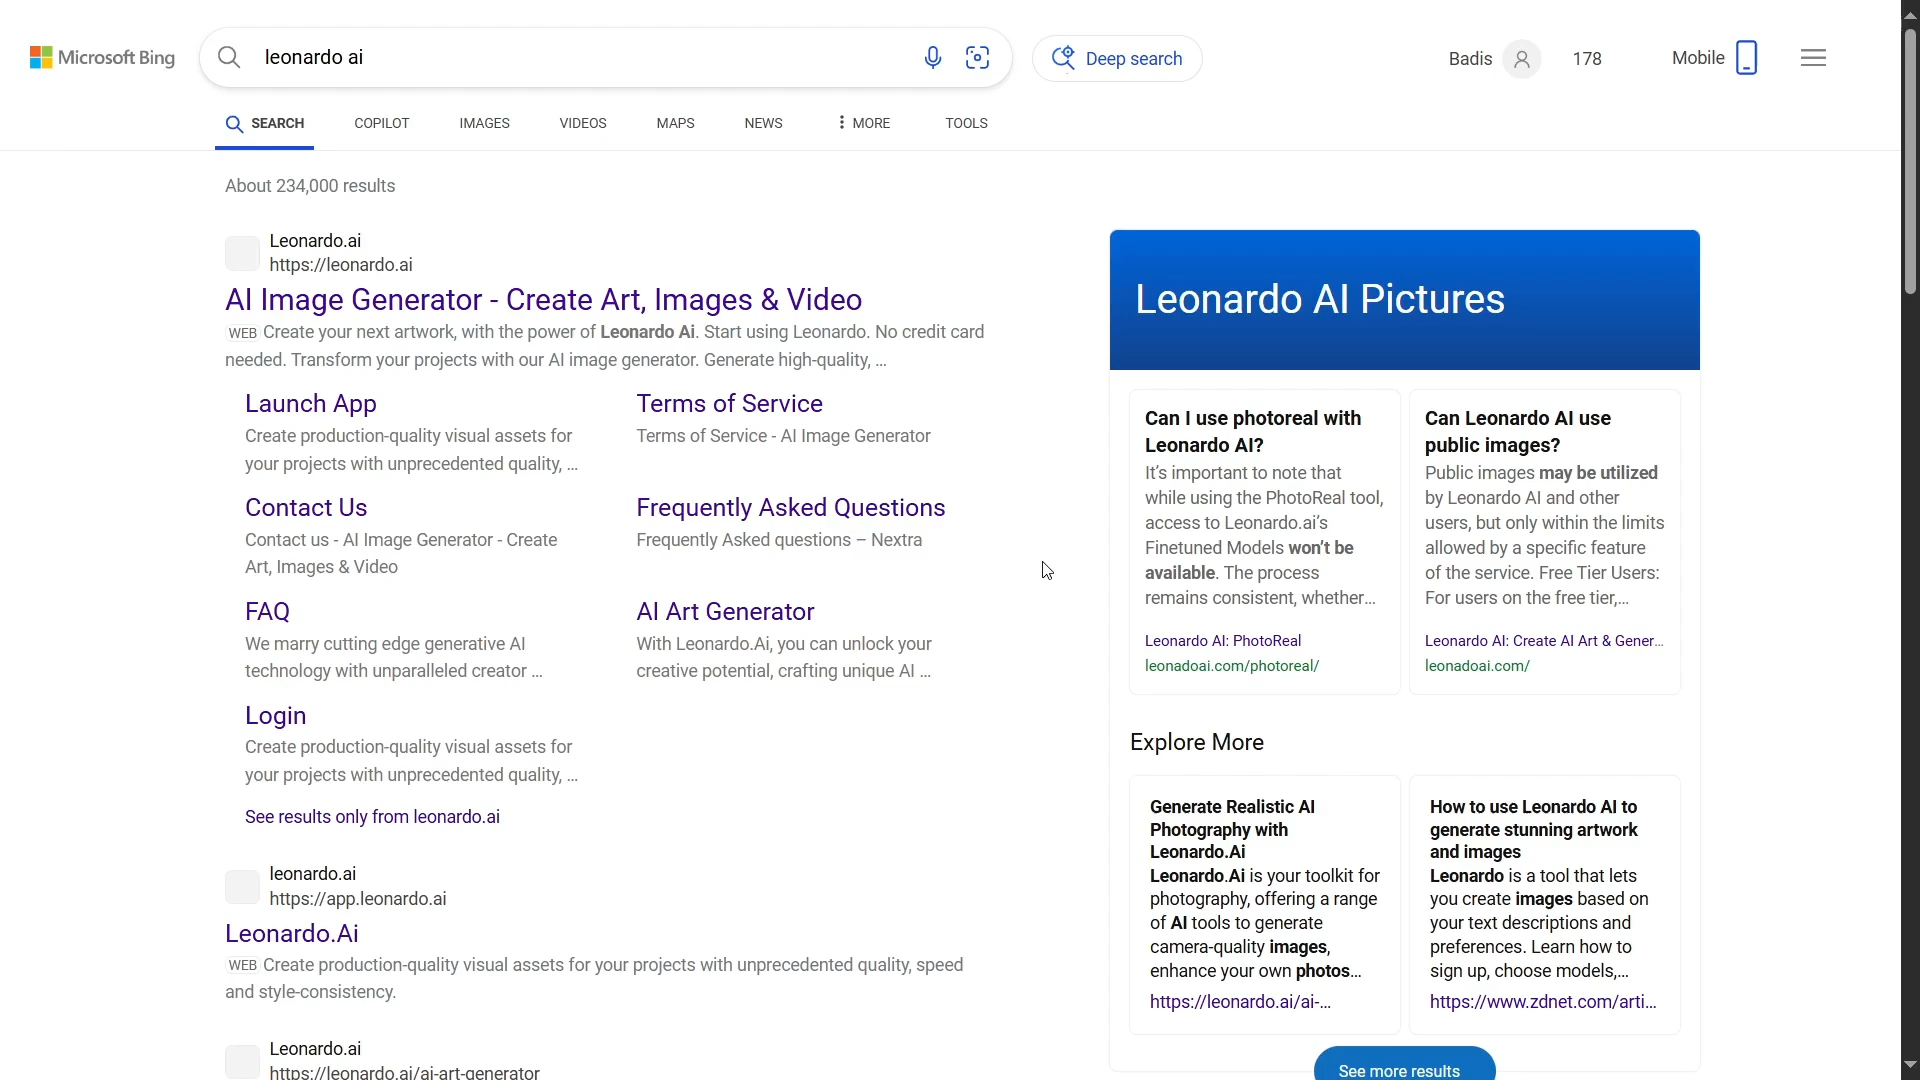 Microsoft Bing
leonardo ai
Deep search
Badis
178
Mobile
SEARCH
COPILOT
IMAGES
VIDEOS
MAPS
NEWS
MORE
TOOLS
About 234,000 results
Leonardo.ai
https://leonardo.ai
AI Image Generator - Create Art, Images & Video
WEB Create your next artwork, with the power of Leonardo Ai. Start using Leonardo. No credit card
needed. Transform your projects with our AI image generator. Generate high-quality, ...
Launch App
Create production-quality visual assets for
your projects with unprecedented quality, ...
Terms of Service
Terms of Service - AI Image Generator
Contact Us
Contact us - AI Image Generator - Create
Art, Images & Video
Frequently Asked Questions
Frequently Asked questions – Nextra
FAQ
We marry cutting edge generative AI
technology with unparalleled creator ...
AI Art Generator
With Leonardo.Ai, you can unlock your
creative potential, crafting unique AI ...
Login
Create production-quality visual assets for
your projects with unprecedented quality, ...
See results only from leonardo.ai
leonardo.ai
https://app.leonardo.ai
Leonardo.Ai
WEB Create production-quality visual assets for your projects with unprecedented quality, speed
and style-consistency.
Leonardo.ai
https://leonardo.ai/ai-art-generator
Leonardo AI Pictures
Can I use photoreal with
Leonardo AI?
It's important to note that
while using the PhotoReal tool,
access to Leonardo.ai's
Finetuned Models won't be
available. The process
remains consistent, whether...
Leonardo AI: PhotoReal
leonadoai.com/photoreal/
Can Leonardo AI use
public images?
Public images may be utilized
by Leonardo AI and other
users, but only within the limits
allowed by a specific feature
of the service. Free Tier Users:
For users on the free tier,...
Leonardo AI: Create AI Art & Gener...
leonadoai.com/
Explore More
Generate Realistic AI
Photography with
Leonardo.Ai
Leonardo.Ai is your toolkit for
photography, offering a range
of AI tools to generate
camera-quality images,
enhance your own photos...
https://leonardo.ai/ai-...
How to use Leonardo AI to
generate stunning artwork
and images
Leonardo is a tool that lets
you create images based on
your text descriptions and
preferences. Learn how to
sign up, choose models,...
https://www.zdnet.com/arti...
See more results